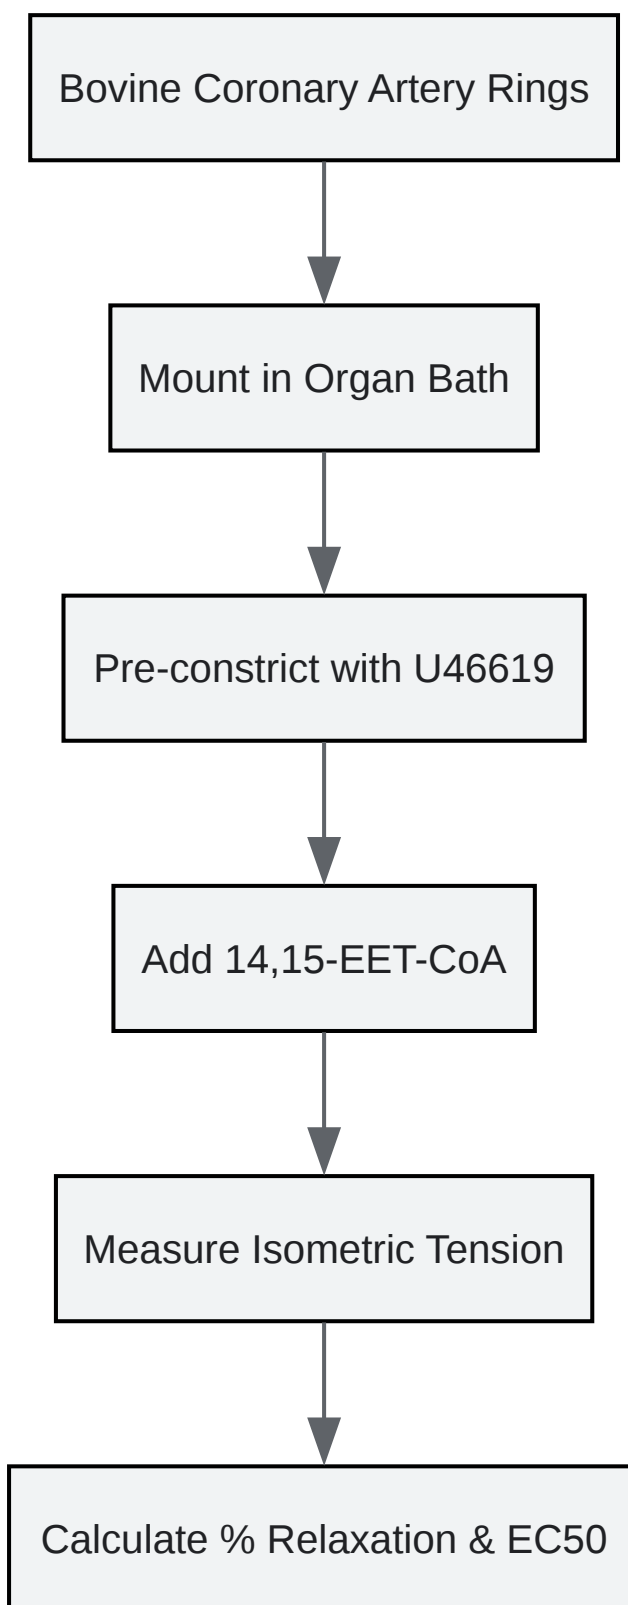 Bovine Coronary Artery Rings
Mount in Organ Bath
Pre-constrict with U46619
Add 14,15-EET-CoA
Measure Isometric Tension
Calculate % Relaxation & EC50